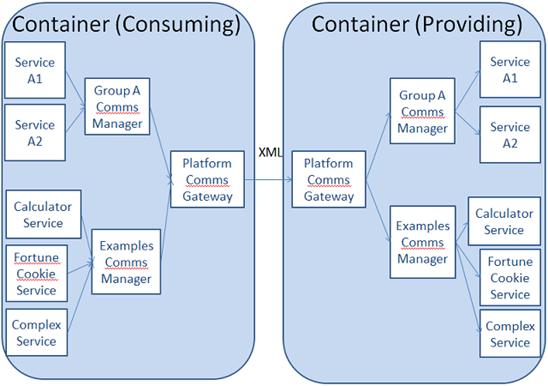 Container (Consuming)
Service
A1
Service
A2
Group A
Comms
Manager
Calculator
Service
Fortune
Cookie
Service
Complex
Service
Examples
Comms
Manager
Platform
Comms
Gateway
XML
Container (Providing)
Platform
Comms
Gateway
Group A
Comms
Manager
Service
A1
Service
A2
Examples
Comms
Manager
Calculator
Service
Fortune
Cookie
Service
Complex
Service